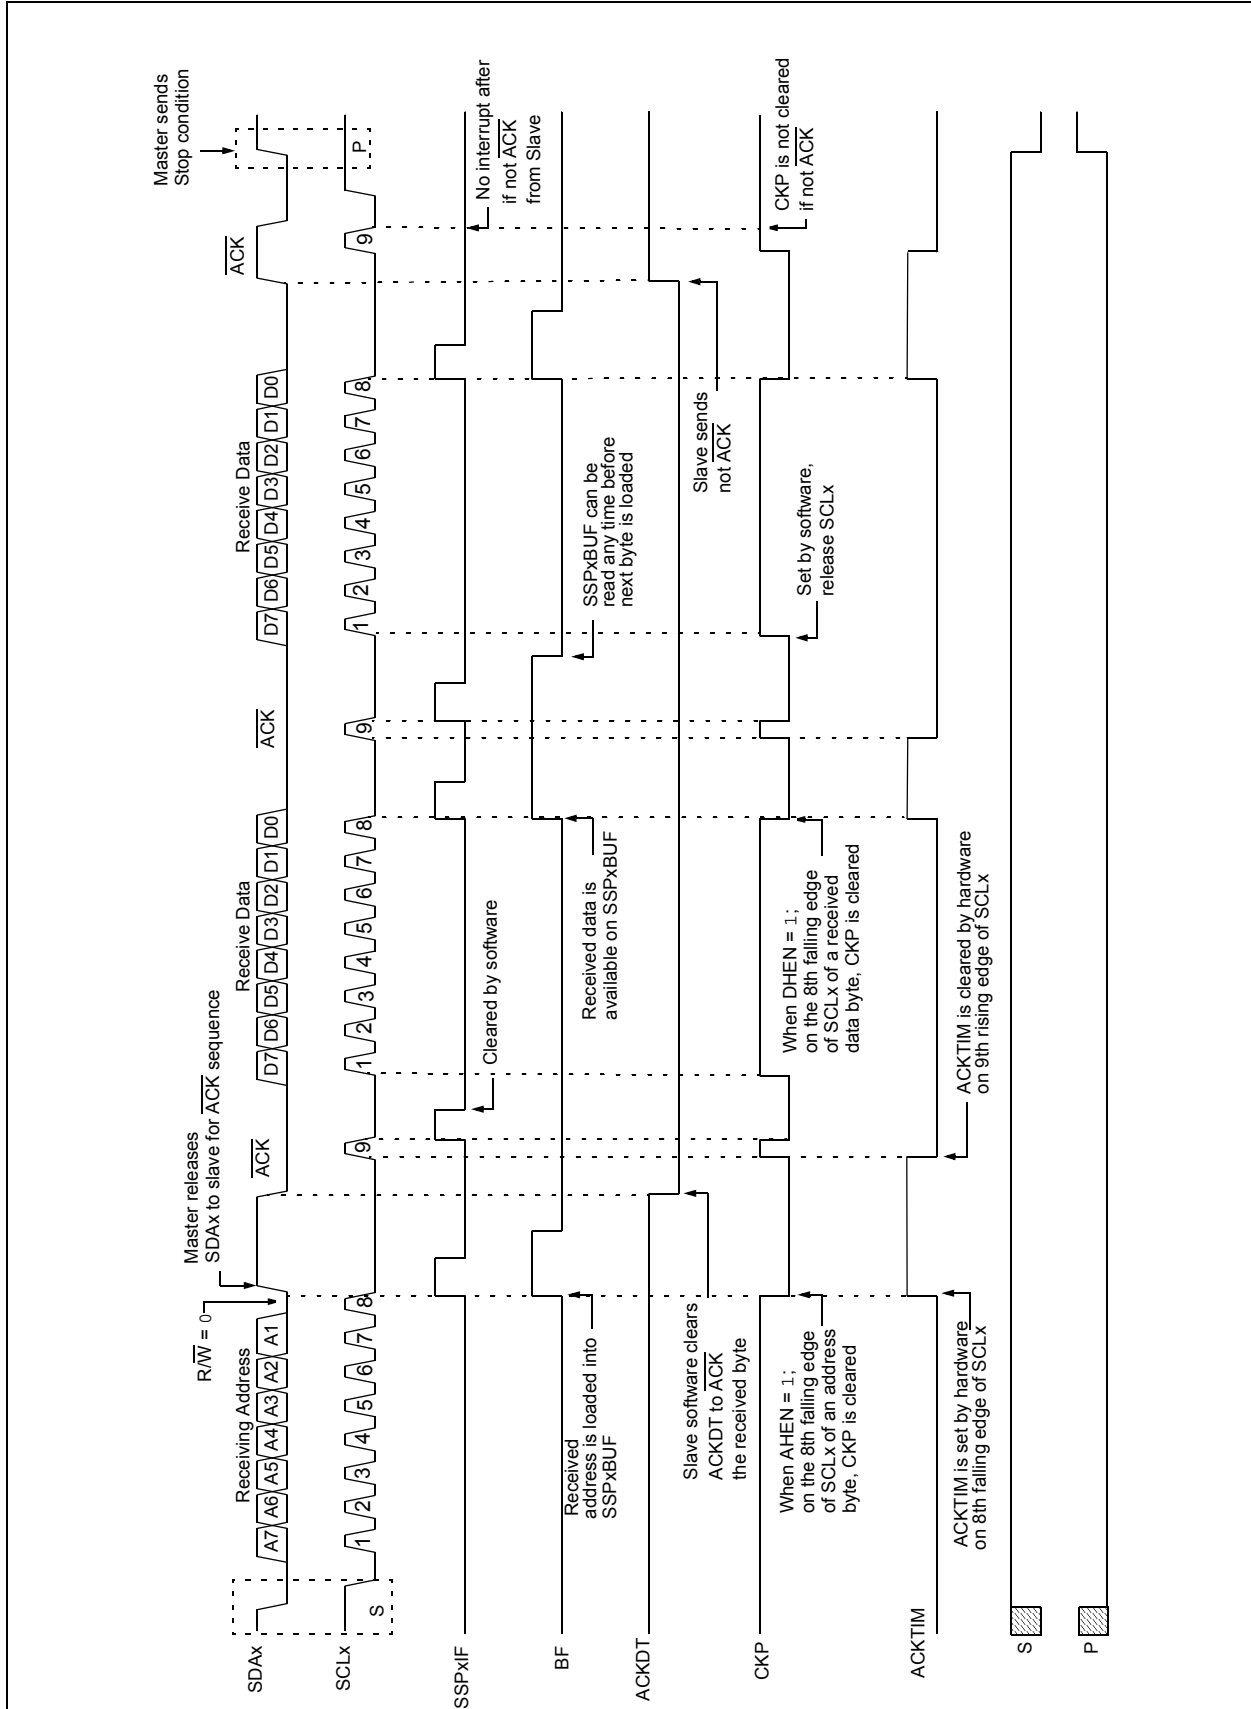 Master sends
Stop condition
Master releases
SDAx to slave for ACK sequence
R/W = 0
Receiving Address
ACK
Receive Data
ACK
Receive Data
ACK
SDAx
A7 A6 A5 A4 A3 A2 A1
D7 D6 D5 D4 D3 D2 D1 D0
D7 D6 D5 D4 D3 D2 D1 D0
SCLx
S
1 2 3 4 5 6 7 8 9
1 2 3 4 5 6 7 8 9
1 2 3 4 5 6 7 8 9
P
SSPxIF
Cleared by software
No interrupt after
if not ACK
from Slave
BF
Received
address is loaded into
SSPxBUF
Received data is
available on SSPxBUF
SSPxBUF can be
read any time before
next byte is loaded
ACKDT
Slave software clears
ACKDT to ACK
the received byte
Slave sends
not ACK
CKP
When AHEN = 1;
on the 8th falling edge
of SCLx of an address
byte, CKP is cleared
When DHEN = 1;
on the 8th falling edge
of SCLx of a received
data byte, CKP is cleared
Set by software,
release SCLx
CKP is not cleared
if not ACK
ACKTIM
ACKTIM is set by hardware
on 8th falling edge of SCLx
ACKTIM is cleared by hardware
on 9th rising edge of SCLx
S
P